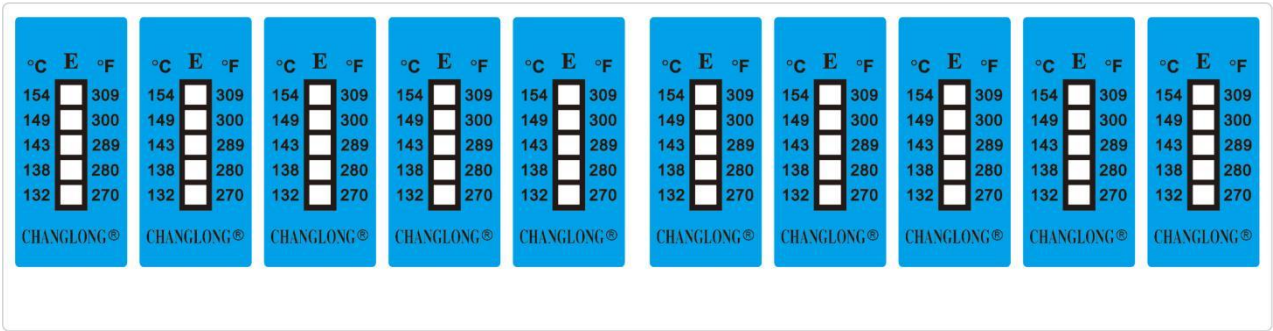 °C E °F °C E °F °C E °F °C E °F °C E °F °C E °F °C E °F °C E °F °C E °F °C E °F
154 309 154 309 154 309 154 309 154 309 154 309 154 309 154 309 154 309 154 309
149 300 149 300 149 300 149 300 149 300 149 300 149 300 149 300 149 300 149 300
143 289 143 289 143 289 143 289 143 289 143 289 143 289 143 289 143 289 143 289
138 280 138 280 138 280 138 280 138 280 138 280 138 280 138 280 138 280 138 280
132 270 132 270 132 270 132 270 132 270 132 270 132 270 132 270 132 270 132 270
CHANGLONG® CHANGLONG® CHANGLONG® CHANGLONG® CHANGLONG® CHANGLONG® CHANGLONG® CHANGLONG® CHANGLONG® CHANGLONG®